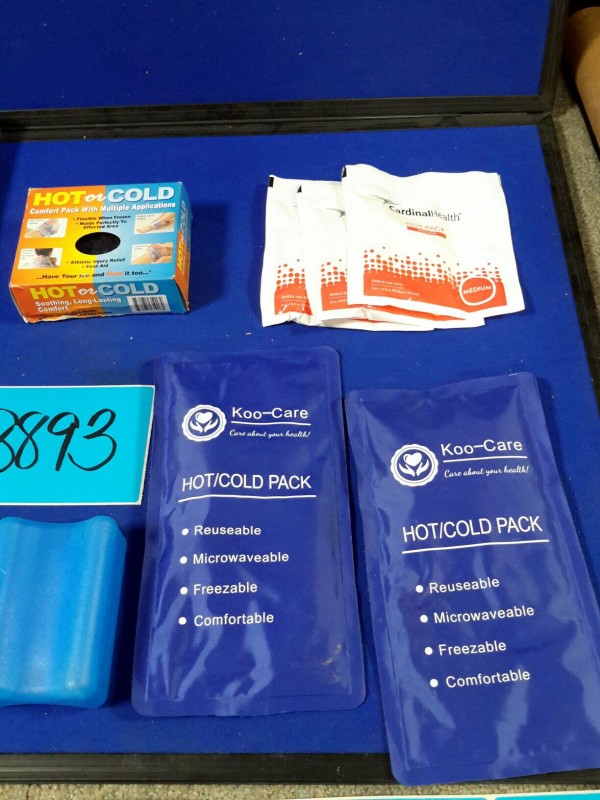 HOT or COLD
Comfort Pack With Multiple Applications
• Flexible When Frozen
• Molds Perfectly To
Affected Area
• Athletic Injury Relief
• First Aid
...Have Your Ice and Heat it too...
HOT or COLD
Soothing, Long-Lasting
Comfort
CardinalHealth
MEDIUM
8893
Koo-Care
Care about your health!
HOT/COLD PACK
• Reuseable
• Microwaveable
• Freezable
• Comfortable
Koo-Care
Care about your health!
HOT/COLD PACK
• Reuseable
• Microwaveable
• Freezable
• Comfortable